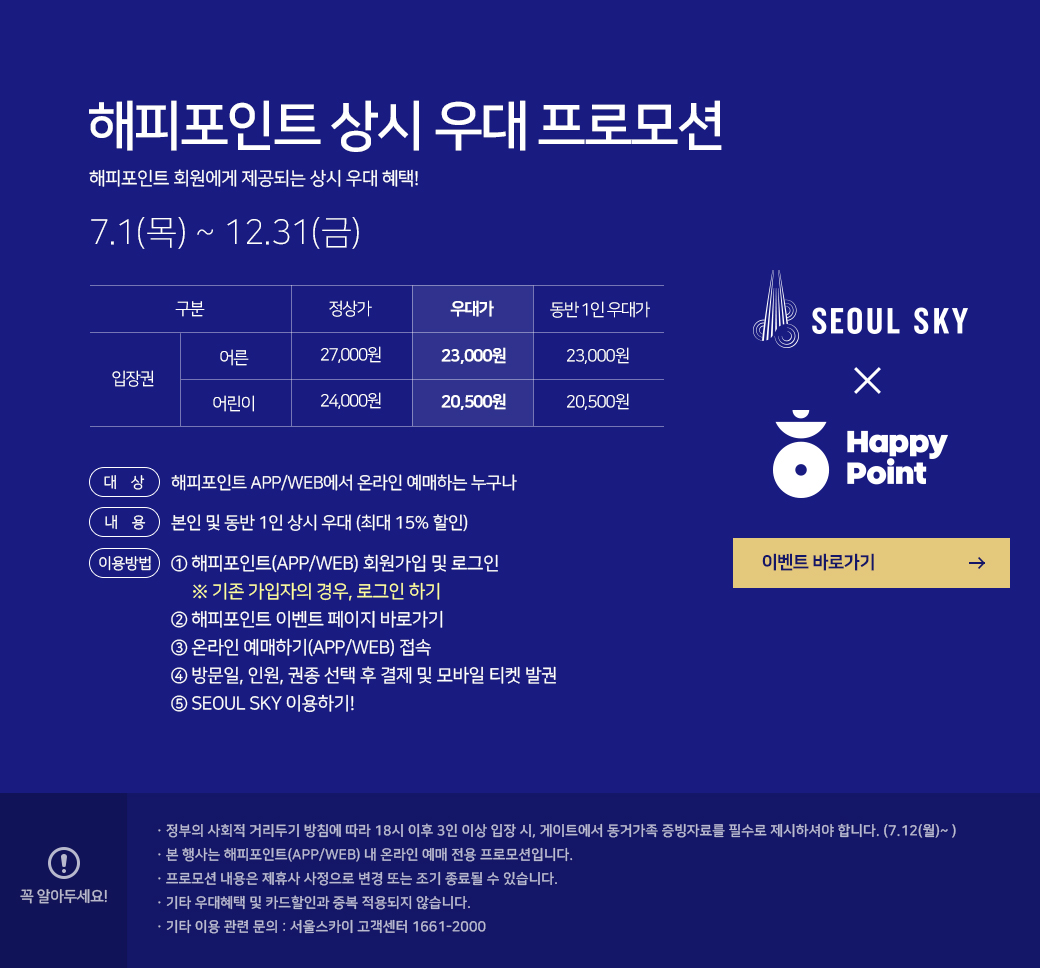 해피포인트 상시 우대 프로모션
해피포인트 회원에게 제공되는 상시 우대 혜택!
7.1(목) ~ 12.31(금)
구분 정상가 우대가 동반 1인 우대가
입장권 어른 27,000원 23,000원 23,000원
어린이 24,000원 20,500원 20,500원
SEOUL SKY
Happy
Point
이벤트 바로가기 →
대 상 해피포인트 APP/WEB에서 온라인 예매하는 누구나
내 용 본인 및 동반 1인 상시 우대 (최대 15% 할인)
이용방법 ① 해피포인트(APP/WEB) 회원가입 및 로그인
※ 기존 가입자의 경우, 로그인 하기
② 해피포인트 이벤트 페이지 바로가기
③ 온라인 예매하기(APP/WEB) 접속
④ 방문일, 인원, 권종 선택 후 결제 및 모바일 티켓 발권
⑤ SEOUL SKY 이용하기!
꼭 알아두세요!
· 정부의 사회적 거리두기 방침에 따라 18시 이후 3인 이상 입장 시, 게이트에서 동거가족 증빙자료를 필수로 제시하셔야 합니다. (7.12(월)~ )
· 본 행사는 해피포인트(APP/WEB) 내 온라인 예매 전용 프로모션입니다.
· 프로모션 내용은 제휴사 사정으로 변경 또는 조기 종료될 수 있습니다.
· 기타 우대혜택 및 카드할인과 중복 적용되지 않습니다.
· 기타 이용 관련 문의 : 서울스카이 고객센터 1661-2000